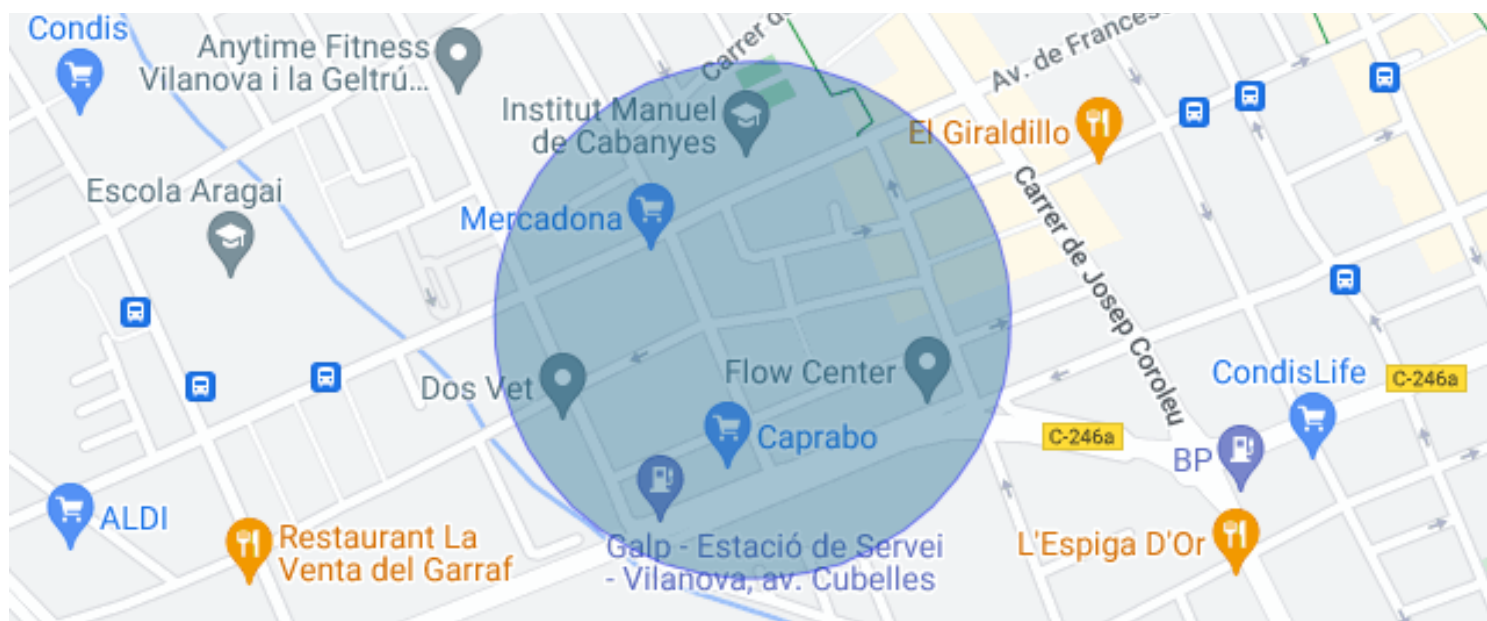 Condis
Anytime Fitness
Vilanova i la Geltrú...
Carrer de
Av. de Francesc
Institut Manuel
de Cabanyes
El Giraldillo
Escola Aragai
Mercadona
Carrer de Josep Coroleu
Dos Vet
Flow Center
CondisLife
C-246a
Caprabo
C-246a
BP
ALDI
Restaurant La
Venta del Garraf
Galp - Estació de Servei
- Vilanova, av. Cubelles
L'Espiga D'Or